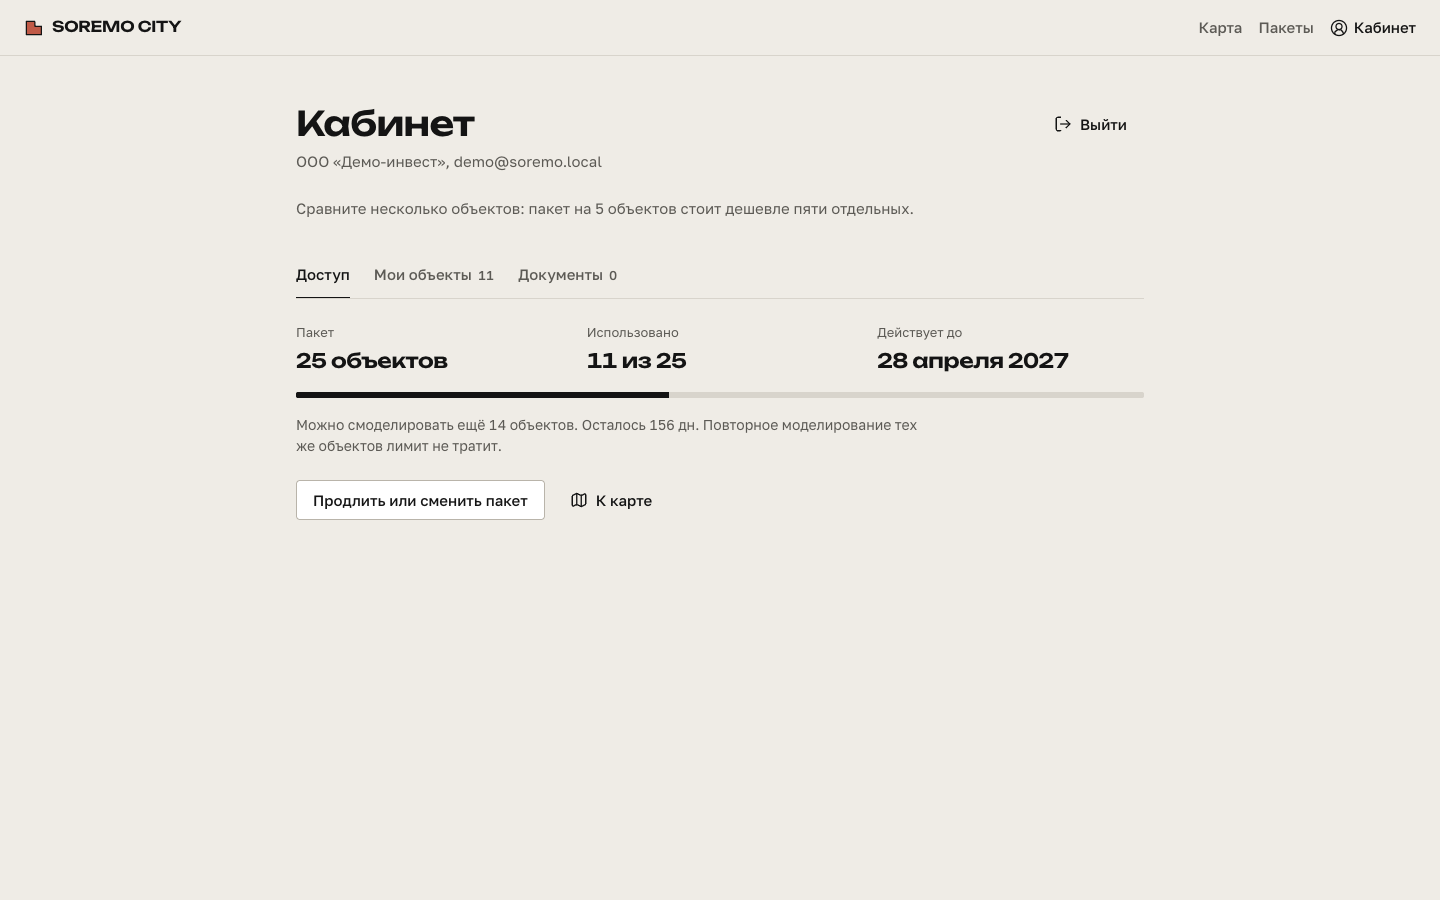 SOREMO CITY
Карта Пакеты Кабинет
Кабинет
Выйти
ООО «Демо-инвест», demo@soremo.local
Сравните несколько объектов: пакет на 5 объектов стоит дешевле пяти отдельных.
Доступ Мои объекты 11 Документы 0
Пакет Использовано Действует до
25 объектов 11 из 25 28 апреля 2027
Можно смоделировать ещё 14 объектов. Осталось 156 дн. Повторное моделирование тех
же объектов лимит не тратит.
Продлить или сменить пакет К карте